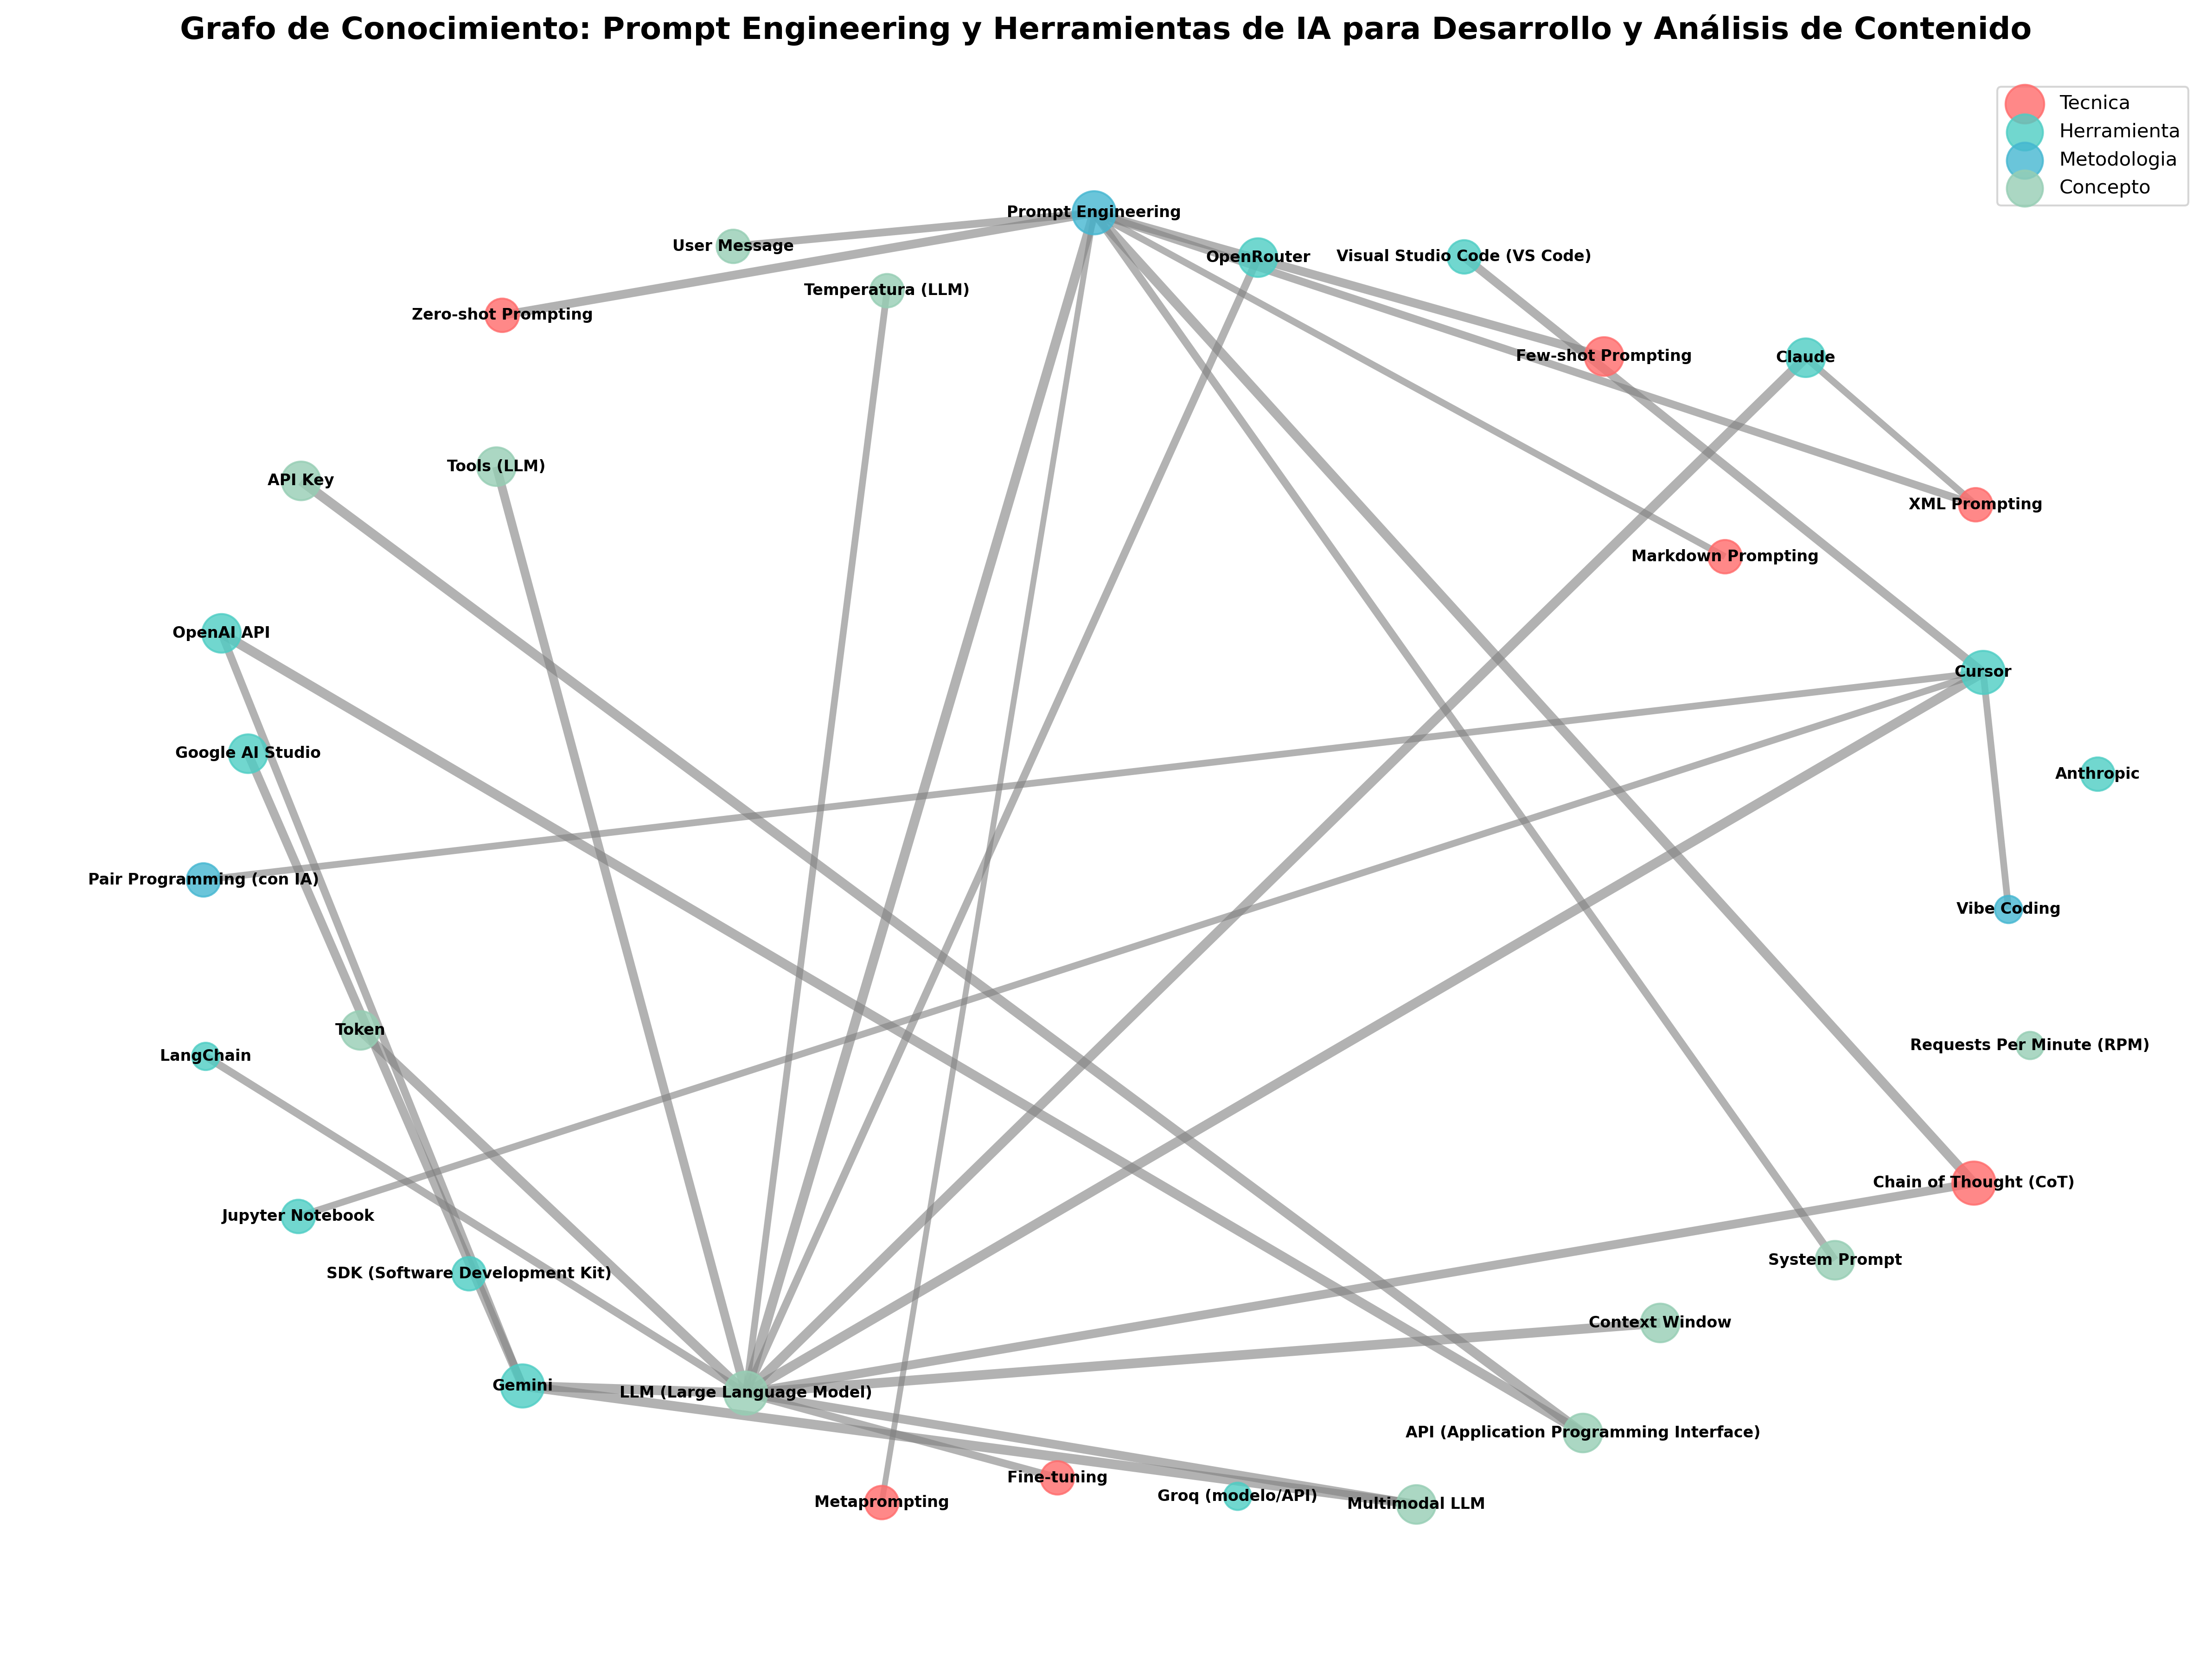 Grafo de Conocimiento: Prompt Engineering y Herramientas de IA para Desarrollo y Análisis de Contenido
Tecnica
Herramienta
Metodologia
Concepto
Prompt Engineering
User Message
OpenRouter
Visual Studio Code (VS Code)
Temperatura (LLM)
Zero-shot Prompting
Few-shot Prompting
Claude
Tools (LLM)
API Key
XML Prompting
Markdown Prompting
OpenAI API
Cursor
Google AI Studio
Anthropic
Pair Programming (con IA)
Vibe Coding
Token
LangChain
Requests Per Minute (RPM)
Chain of Thought (CoT)
Jupyter Notebook
System Prompt
SDK (Software Development Kit)
Context Window
Gemini
LLM (Large Language Model)
API (Application Programming Interface)
Fine-tuning
Groq (modelo/API)
Metaprompting
Multimodal LLM